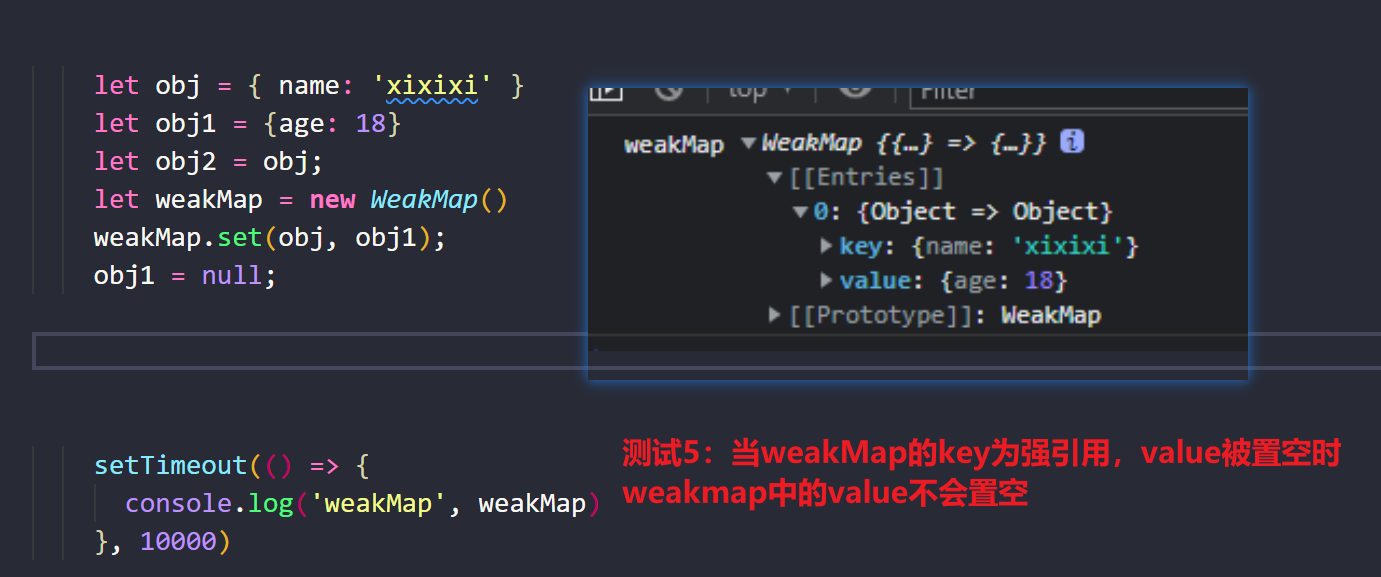 let obj = { name: 'xixixi' }
let obj1 = {age: 18}
let obj2 = obj;
let weakMap = new WeakMap()
weakMap.set(obj, obj1);
obj1 = null;
top
Filter
weakMap ▼WeakMap {{…} => {…}} i
▼[[Entries]]
▼0: {Object => Object}
▶key: {name: 'xixixi'}
▶value: {age: 18}
▶[[Prototype]]: WeakMap
setTimeout(() => {
console.log('weakMap', weakMap)
}, 10000)
测试5：当weakMap的key为强引用，value被置空时
weakmap中的value不会置空